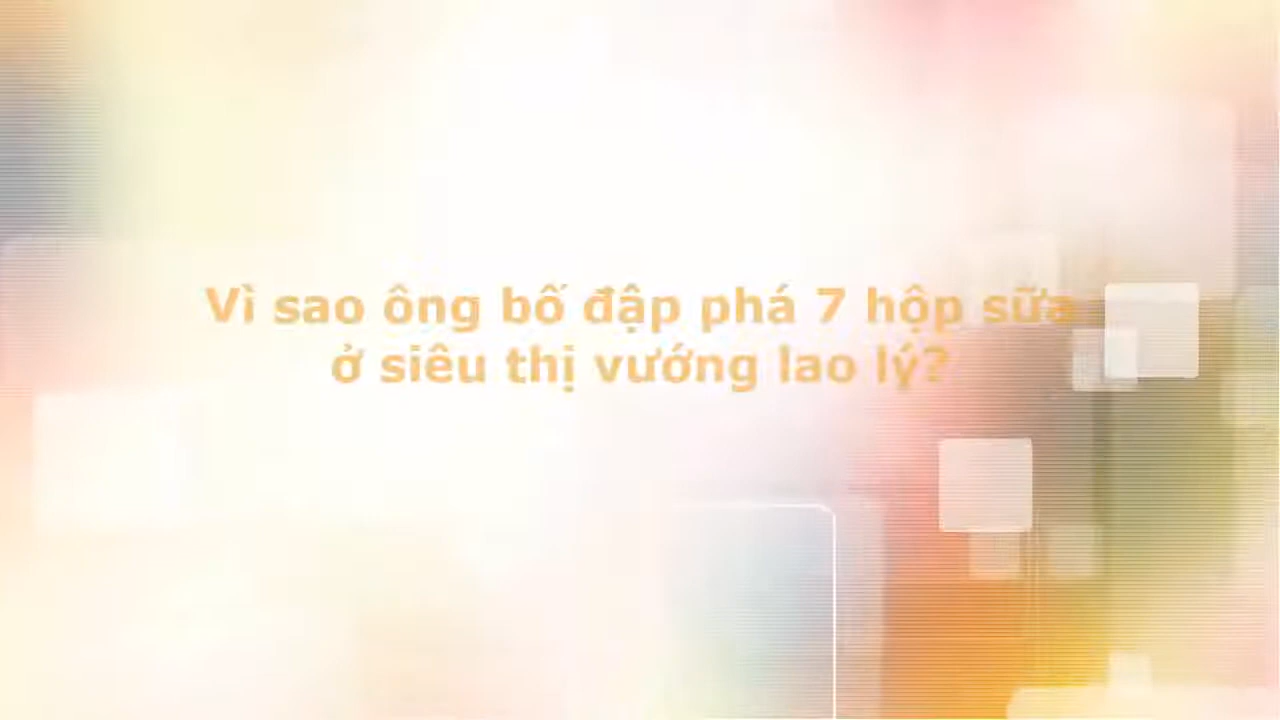 Vì sao ông bố đập phá 7 hộp sữa
ở siêu thị vướng lao lý?